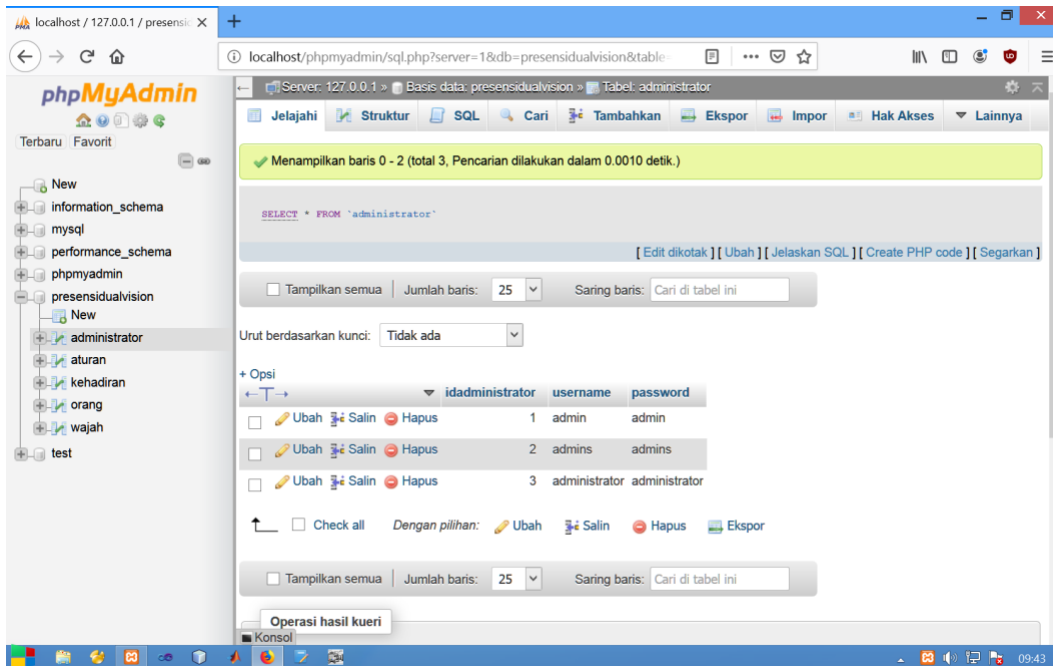 localhost / 127.0.0.1 / presensi
localhost/phpmyadmin/sql.php?server=1&db=presensidualvision&table
phpMyAdmin
Terbaru Favorit
New
information_schema
mysql
performance_schema
phpmyadmin
presensidualvision
New
administrator
aturan
kehadiran
orang
wajah
test
Server: 127.0.0.1 » Basis data: presensidualvision » Tabel: administrator
Jelajahi Struktur SQL Cari Tambahkan Ekspor Impor Hak Akses Lainnya
Menampilkan baris 0 - 2 (total 3, Pencarian dilakukan dalam 0.0010 detik.)
SELECT * FROM `administrator`
[ Edit dikotak ] [ Ubah ] [ Jelaskan SQL ] [ Create PHP code ] [ Segarkan ]
Tampilkan semua | Jumlah baris: 25 Saring baris: Cari di tabel ini
Urut berdasarkan kunci: Tidak ada
+ Opsi
←T→ idadministrator username password
Ubah Salin Hapus 1 admin admin
Ubah Salin Hapus 2 admins admins
Ubah Salin Hapus 3 administrator administrator
Check all Dengan pilihan: Ubah Salin Hapus Ekspor
Tampilkan semua | Jumlah baris: 25 Saring baris: Cari di tabel ini
Operasi hasil kueri
Konsol
09:43